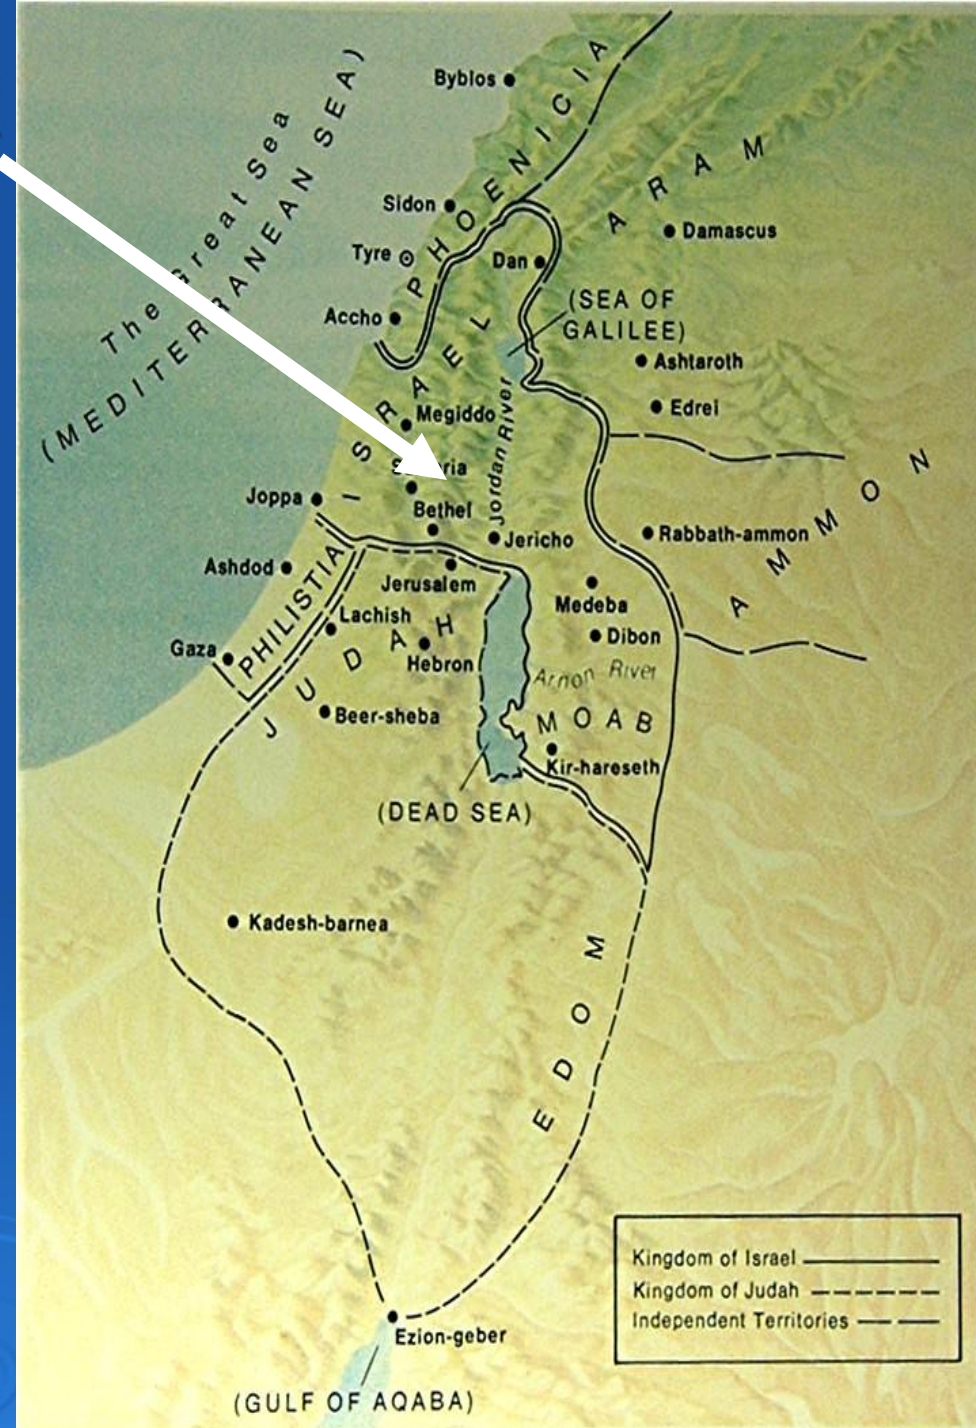 Byblos
PHOENICIA
The Great Sea
(MEDITERRANEAN SEA)
ARAM
Sidon
Damascus
Tyre
Dan
(SEA OF
GALILEE)
Accho
ISRAEL
Ashtaroth
Edrei
Megiddo
Jordan River
AMMON
Joppa
Bethel
Jericho
Rabbath-ammon
Ashdod
PHILISTIA
Jerusalem
Medeba
Lachish
JUDAH
Dibon
Gaza
Hebron
Arnon River
Beer-sheba
MOAB
Kir-hareseth
(DEAD SEA)
Kadesh-barnea
EDOM
Kingdom of Israel
Kingdom of Judah
Independent Territories
Ezion-geber
(GULF OF AQABA)